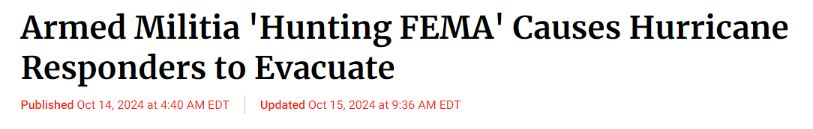 Armed Militia 'Hunting FEMA' Causes Hurricane
Responders to Evacuate
Published Oct 14, 2024 at 4:40 AM EDT Updated Oct 15, 2024 at 9:36 AM EDT